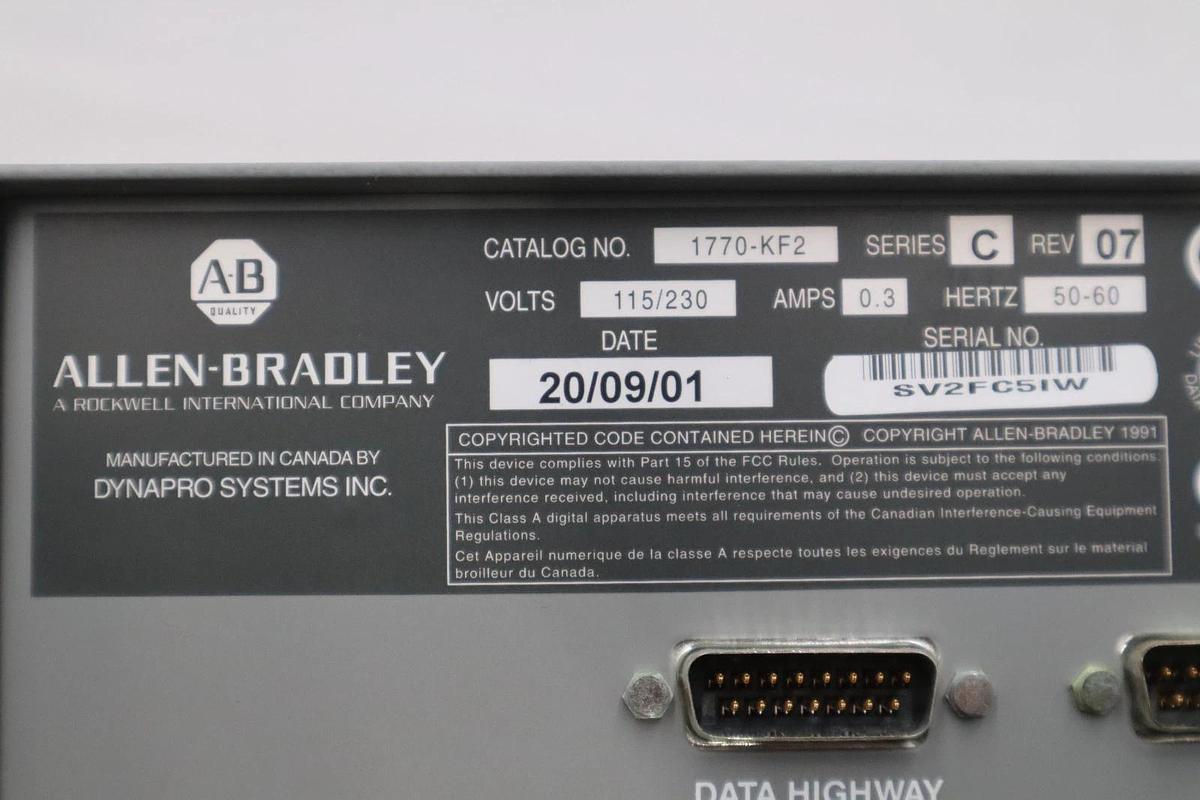 A-B
QUALITY
ALLEN-BRADLEY
A ROCKWELL INTERNATIONAL COMPANY
MANUFACTURED IN CANADA BY
DYNAPRO SYSTEMS INC.
CATALOG NO. 1770-KF2 SERIES C REV 07
VOLTS 115/230 AMPS 0.3 HERTZ 50-60
DATE SERIAL NO.
20/09/01 SV2FC5IW
COPYRIGHTED CODE CONTAINED HEREIN© COPYRIGHT ALLEN-BRADLEY 1991
This device complies with Part 15 of the FCC Rules. Operation is subject to the following conditions:
(1) this device may not cause harmful interference, and (2) this device must accept any
interference received, including interference that may cause undesired operation.
This Class A digital apparatus meets all requirements of the Canadian Interference-Causing Equipment
Regulations.
Cet Appareil numerique de la classe A respecte toutes les exigences du Reglement sur le material
broilleur du Canada.
DATA HIGHWAY